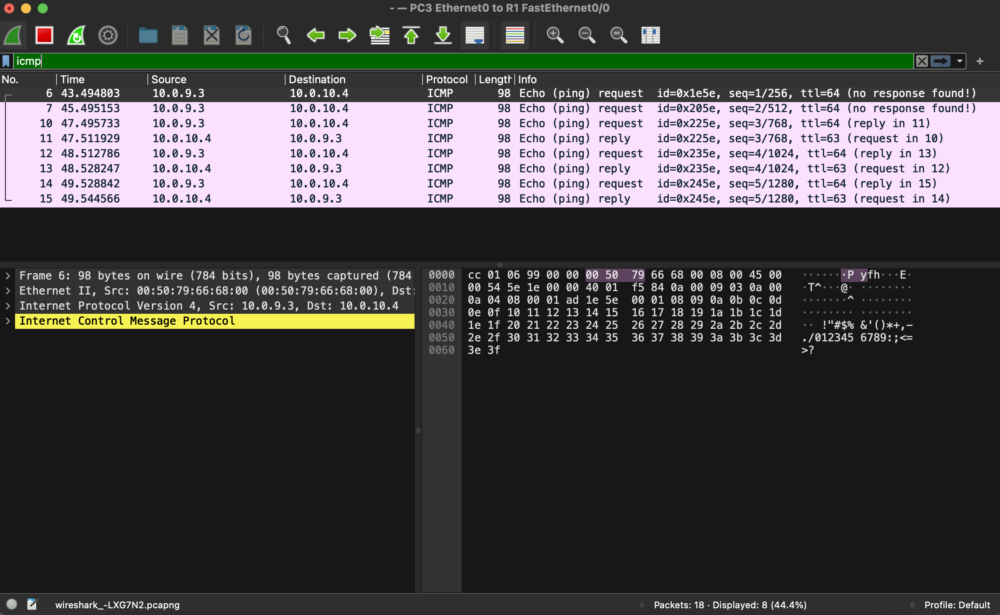 - — PC3 Ethernet0 to R1 FastEthernet0/0
icmp
No. Time Source Destination Protocol Length Info
6 43.494803 10.0.9.3 10.0.10.4 ICMP 98 Echo (ping) request id=0x1e5e, seq=1/256, ttl=64 (no response found!)
7 45.495153 10.0.9.3 10.0.10.4 ICMP 98 Echo (ping) request id=0x205e, seq=2/512, ttl=64 (no response found!)
10 47.495733 10.0.9.3 10.0.10.4 ICMP 98 Echo (ping) request id=0x225e, seq=3/768, ttl=64 (reply in 11)
11 47.511929 10.0.10.4 10.0.9.3 ICMP 98 Echo (ping) reply id=0x225e, seq=3/768, ttl=63 (request in 10)
12 48.512786 10.0.9.3 10.0.10.4 ICMP 98 Echo (ping) request id=0x235e, seq=4/1024, ttl=64 (reply in 13)
13 48.528247 10.0.10.4 10.0.9.3 ICMP 98 Echo (ping) reply id=0x235e, seq=4/1024, ttl=63 (request in 12)
14 49.528842 10.0.9.3 10.0.10.4 ICMP 98 Echo (ping) request id=0x245e, seq=5/1280, ttl=64 (reply in 15)
15 49.544566 10.0.10.4 10.0.9.3 ICMP 98 Echo (ping) reply id=0x245e, seq=5/1280, ttl=63 (request in 14)
Frame 6: 98 bytes on wire (784 bits), 98 bytes captured (784
Ethernet II, Src: 00:50:79:66:68:00 (00:50:79:66:68:00), Dst:
Internet Protocol Version 4, Src: 10.0.9.3, Dst: 10.0.10.4
Internet Control Message Protocol
0000 cc 01 06 99 00 00 00 50 79 66 68 00 08 00 45 00 ·······P yfh···E·
0010 00 54 5e 1e 00 00 40 01 f5 84 0a 00 09 03 0a 00 ·T^···@· ········
0020 0a 04 08 00 01 ad 1e 5e 00 01 08 09 0a 0b 0c 0d ·······^ ········
0030 0e 0f 10 11 12 13 14 15 16 17 18 19 1a 1b 1c 1d ········ ········
0040 1e 1f 20 21 22 23 24 25 26 27 28 29 2a 2b 2c 2d ·· !"#$% &'()*+,-
0050 2e 2f 30 31 32 33 34 35 36 37 38 39 3a 3b 3c 3d ./012345 6789:;<=
0060 3e 3f >?
wireshark_-LXG7N2.pcapng Packets: 18 · Displayed: 8 (44.4%) Profile: Default